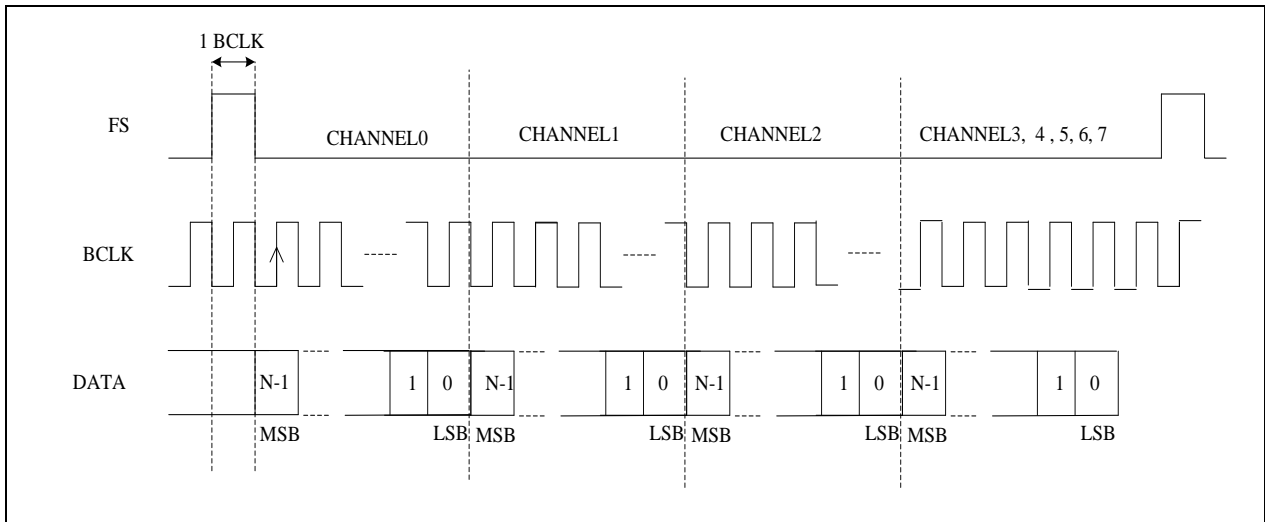 1 BCLK
FS
CHANNEL0
CHANNEL1
CHANNEL2
CHANNEL3, 4 , 5, 6, 7
BCLK
DATA
N-1
1 0
N-1
1 0
N-1
1 0
N-1
1 0
MSB
LSB
MSB
LSB
MSB
LSB
MSB
LSB